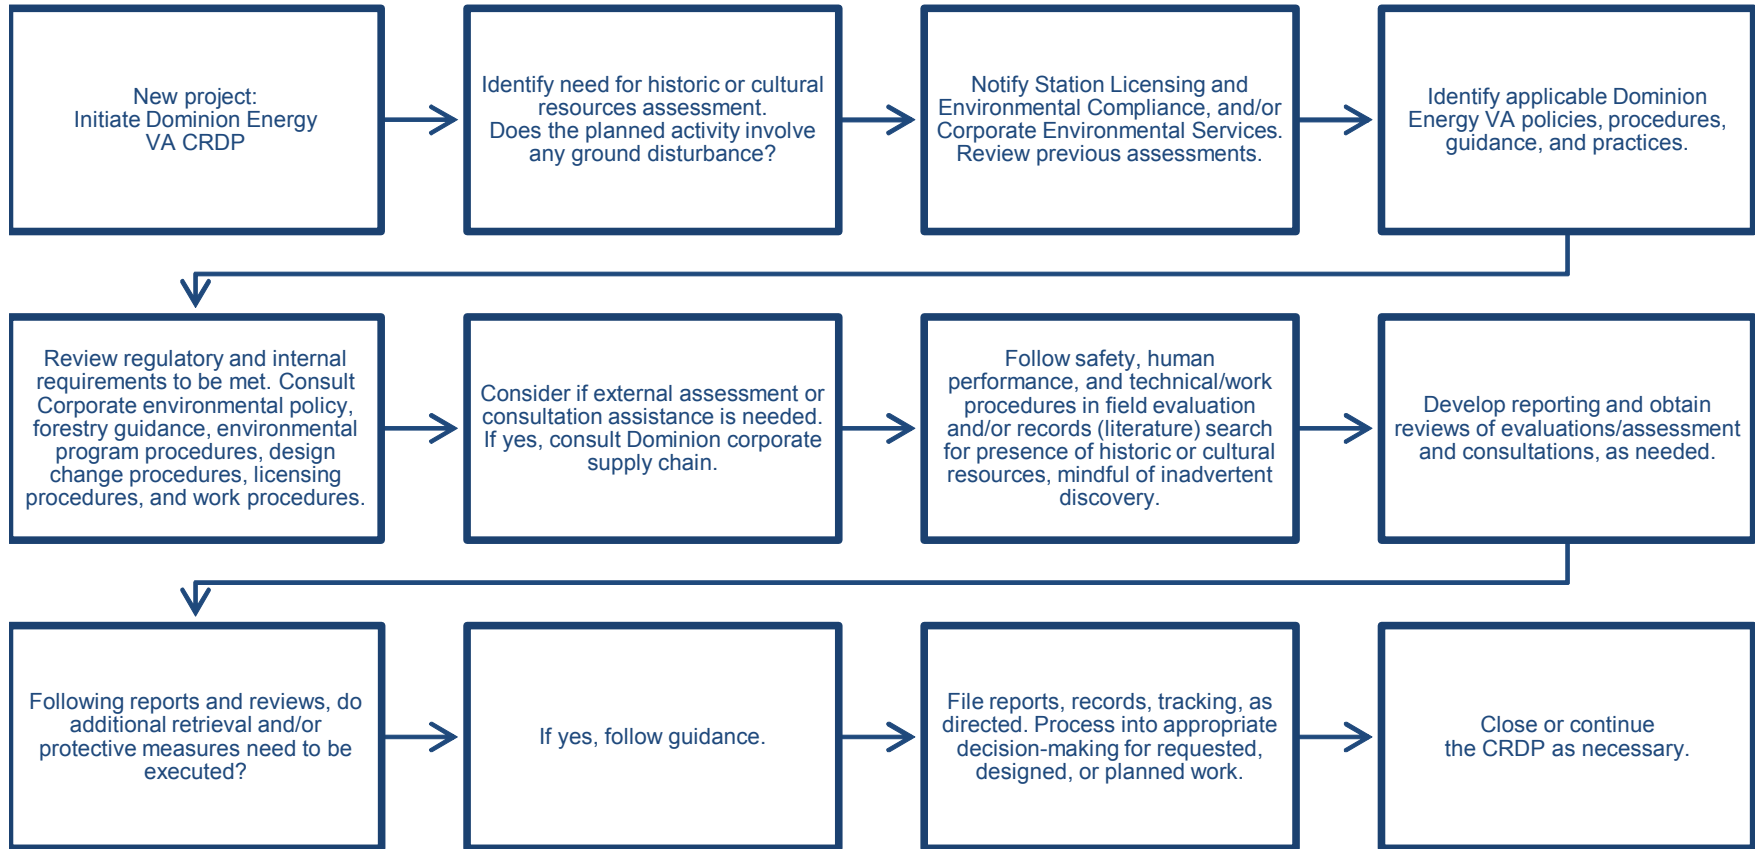 New project:
Initiate Dominion Energy
VA CRDP
Identify need for historic or cultural
resources assessment.
Does the planned activity involve
any ground disturbance?
Notify Station Licensing and
Environmental Compliance, and/or
Corporate Environmental Services.
Review previous assessments.
Identify applicable Dominion
Energy VA policies, procedures,
guidance, and practices.
Review regulatory and internal
requirements to be met. Consult
Corporate environmental policy,
forestry guidance, environmental
program procedures, design
change procedures, licensing
procedures, and work procedures.
Consider if external assessment or
consultation assistance is needed.
If yes, consult Dominion corporate
supply chain.
Follow safety, human
performance, and technical/work
procedures in field evaluation
and/or records (literature) search
for presence of historic or cultural
resources, mindful of inadvertent
discovery.
Develop reporting and obtain
reviews of evaluations/assessment
and consultations, as needed.
Following reports and reviews, do
additional retrieval and/or
protective measures need to be
executed?
If yes, follow guidance.
File reports, records, tracking, as
directed. Process into appropriate
decision-making for requested,
designed, or planned work.
Close or continue
the CRDP as necessary.